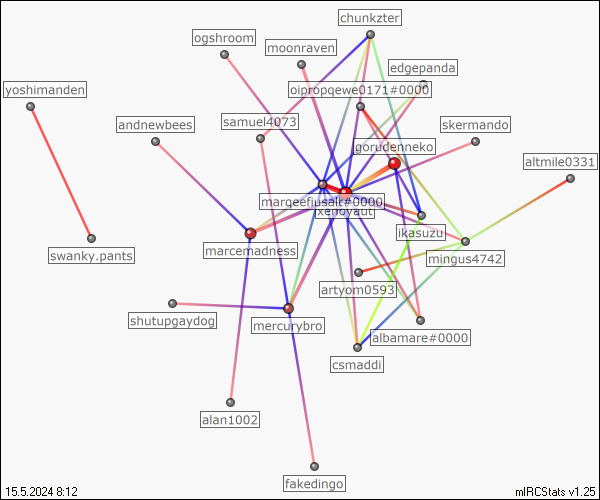 chunkzter
ogshroom
moonraven
edgepanda
yoshimanden
oipropqewe0171#0000
andnewbees
samuel4073
skermando
gorudenneko
altmile0331
marqeefjusalt#0000
xenoyaut
ikasuzu
marcemadness
mingus4742
swanky.pants
artyom0593
shutupgaydog
mercurybro
albamare#0000
csmaddi
alan1002
fakedingo
15.5.2024 8:12
mIRCStats v1.25